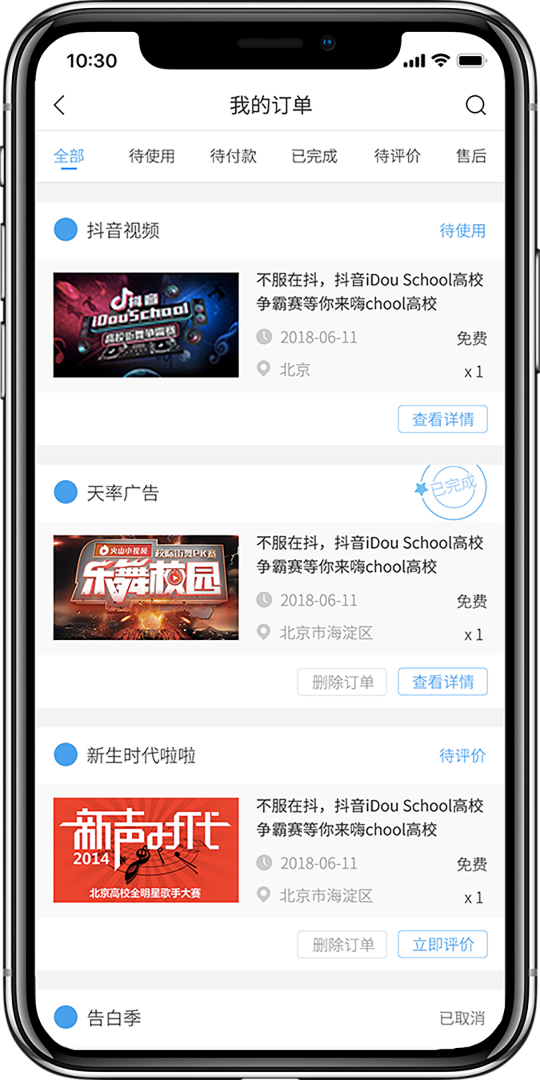 10:30
我的订单
全部 待使用 待付款 已完成 待评价 售后
抖音视频 待使用
抖音
iDouSchool
高校街舞争霸赛
不服在抖，抖音iDou School高校
争霸赛等你来嗨chool高校
2018-06-11 免费
北京 x 1
查看详情
天率广告 已完成
火山小视频 校际街舞PK赛
乐舞校园
不服在抖，抖音iDou School高校
争霸赛等你来嗨chool高校
2018-06-11 免费
北京市海淀区 x 1
删除订单 查看详情
新生时代啦啦 待评价
新声时代
2014
北京高校全明星歌手大赛
不服在抖，抖音iDou School高校
争霸赛等你来嗨chool高校
2018-06-11 免费
北京市海淀区 x 1
删除订单 立即评价
告白季 已取消